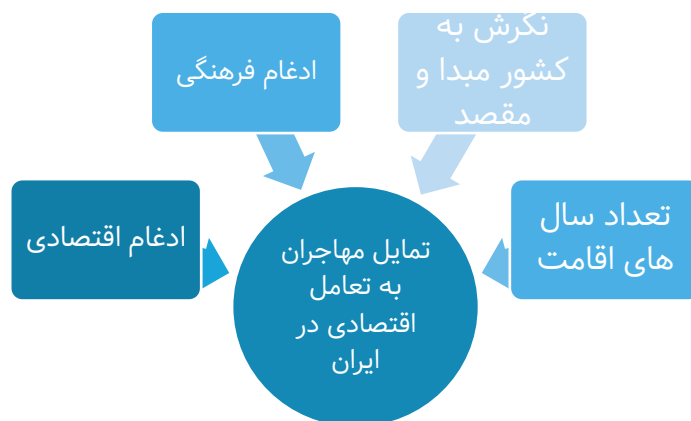 نگرش به
کشور مبدا و
مقصد
ادغام فرهنگی
تعداد سال
های اقامت
ادغام اقتصادی
تمایل مهاجران
به تعامل
اقتصادی در
ایران